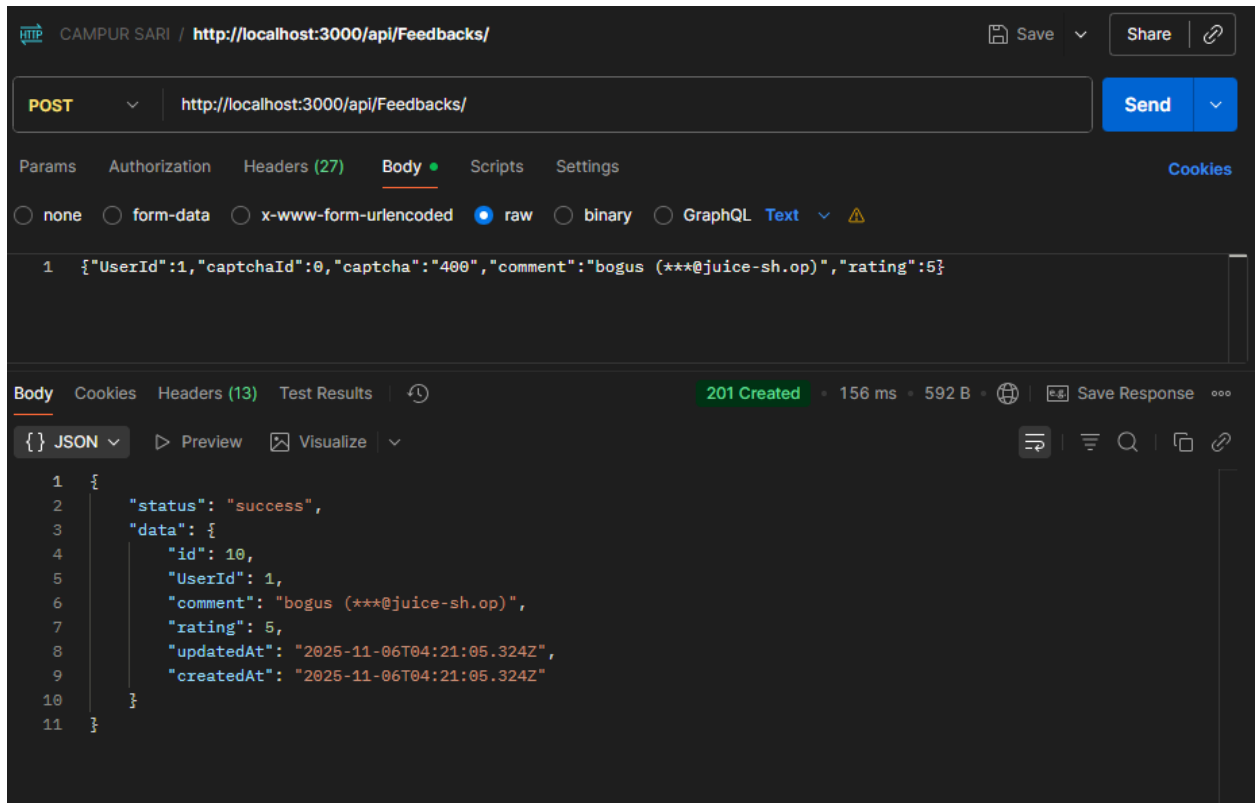 HTTP CAMPUR SARI / http://localhost:3000/api/Feedbacks/ Save Share
POST http://localhost:3000/api/Feedbacks/ Send
Params Authorization Headers (27) Body Scripts Settings Cookies
none form-data x-www-form-urlencoded raw binary GraphQL Text
1 {"UserId":1,"captchaId":0,"captcha":"400","comment":"bogus (***@juice-sh.op)","rating":5}
Body Cookies Headers (13) Test Results 201 Created 156 ms 592 B e.g. Save Response
{} JSON Preview Visualize
1 {
2 "status": "success",
3 "data": {
4 "id": 10,
5 "UserId": 1,
6 "comment": "bogus (***@juice-sh.op)",
7 "rating": 5,
8 "updatedAt": "2025-11-06T04:21:05.324Z",
9 "createdAt": "2025-11-06T04:21:05.324Z"
10 }
11 }